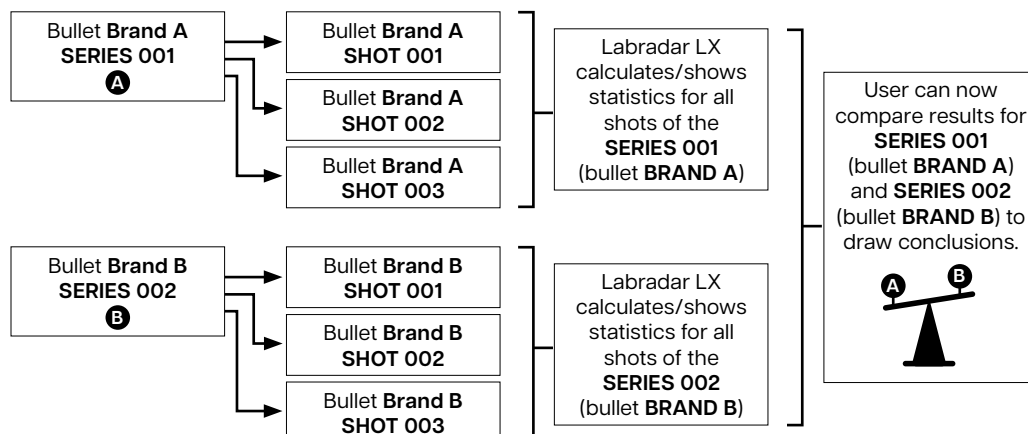 Bullet Brand A
SERIES 001
A
Bullet Brand A
SHOT 001
Bullet Brand A
SHOT 002
Bullet Brand A
SHOT 003
Labradar LX
calculates/shows
statistics for all
shots of the
SERIES 001
(bullet BRAND A)
Bullet Brand B
SERIES 002
B
Bullet Brand B
SHOT 001
Bullet Brand B
SHOT 002
Bullet Brand B
SHOT 003
Labradar LX
calculates/shows
statistics for all
shots of the
SERIES 002
(bullet BRAND B)
User can now
compare results for
SERIES 001
(bullet BRAND A)
and SERIES 002
(bullet BRAND B) to
draw conclusions.
A
B